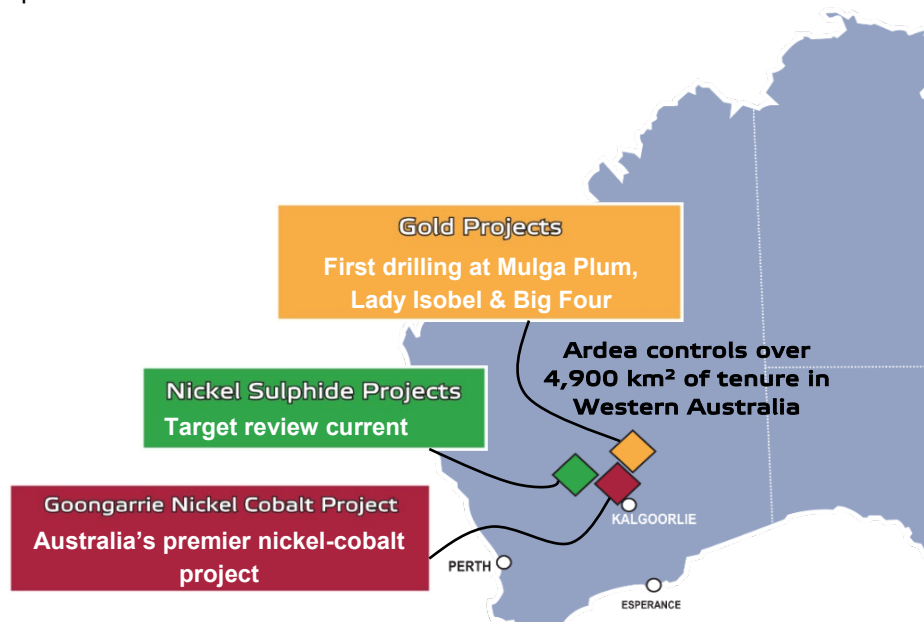 Gold Projects
First drilling at Mulga Plum,
Lady Isobel & Big Four
Ardea controls over
4,900 km² of tenure in
Western Australia
Nickel Sulphide Projects
Target review current
Goongarrie Nickel Cobalt Project
Australia’s premier nickel-cobalt
project
KALGOORLIE
PERTH
ESPERANCE